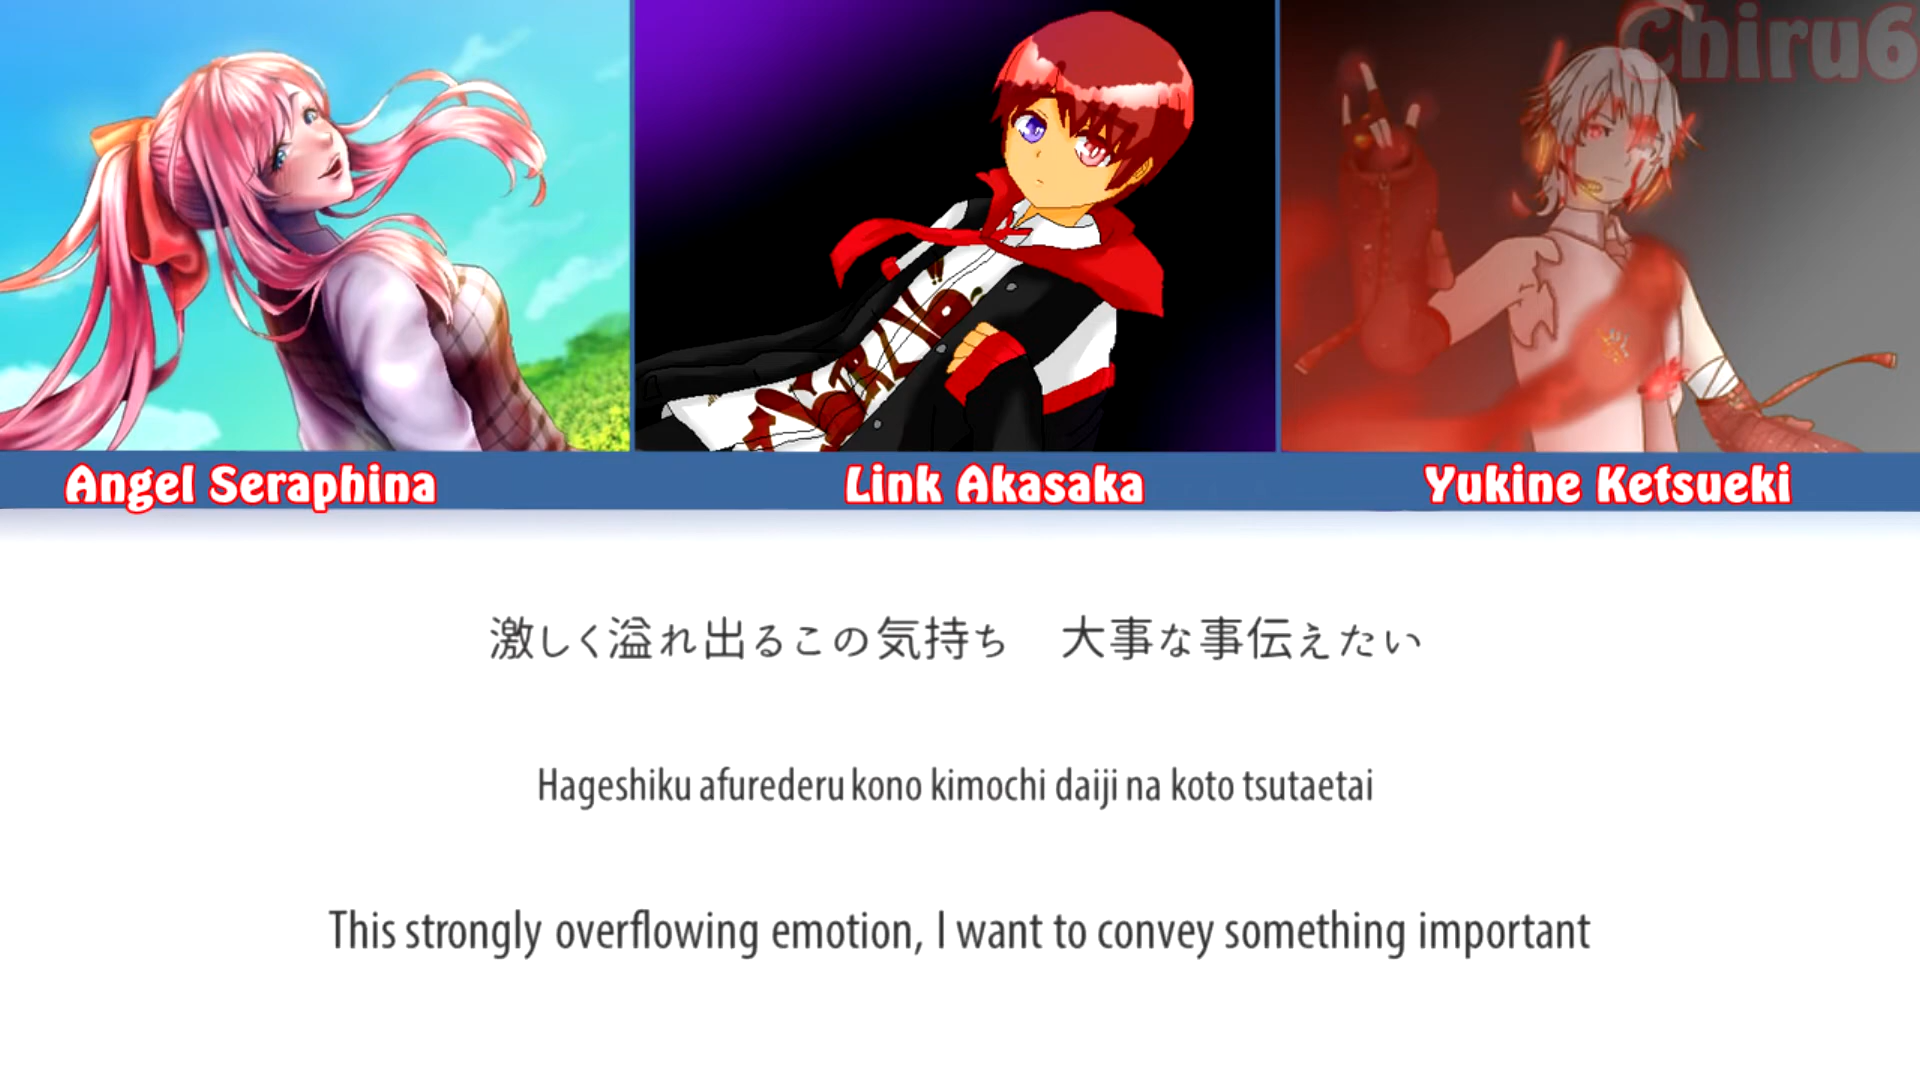 Chiru6
Angel Seraphina
Link Akasaka
Yukine Ketsueki
激しく溢れ出るこの気持ち　大事な事伝えたい
Hageshiku afurederu kono kimochi daiji na koto tsutaetai
This strongly overflowing emotion, I want to convey something important